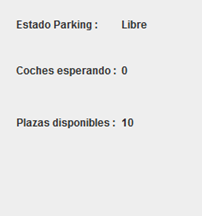 Estado Parking : Libre
Coches esperando : 0
Plazas disponibles : 10